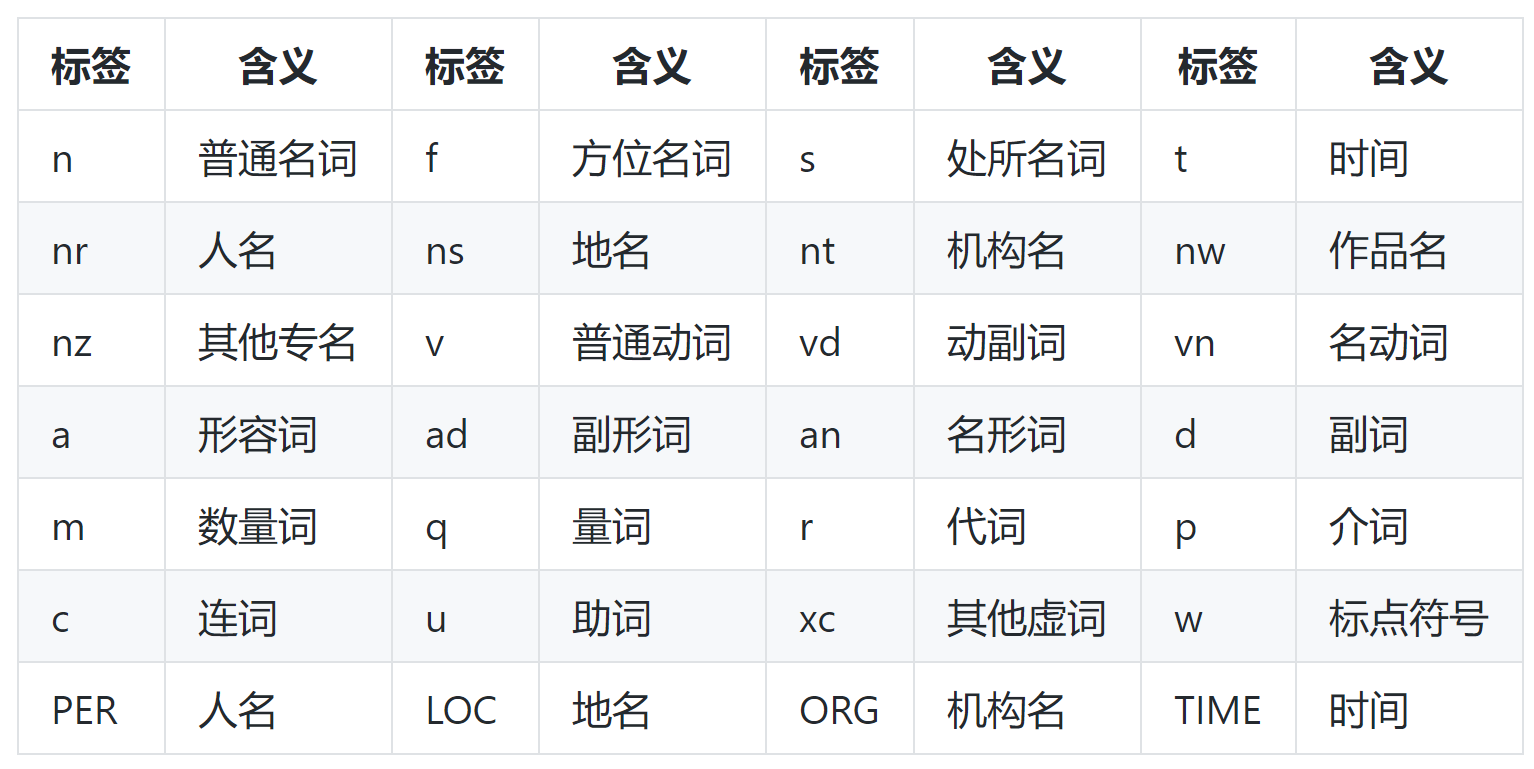 标签 含义 标签 含义 标签 含义 标签 含义
n 普通名词 f 方位名词 s 处所名词 t 时间
nr 人名 ns 地名 nt 机构名 nw 作品名
nz 其他专名 v 普通动词 vd 动副词 vn 名动词
a 形容词 ad 副形词 an 名形词 d 副词
m 数量词 q 量词 r 代词 p 介词
c 连词 u 助词 xc 其他虚词 w 标点符号
PER 人名 LOC 地名 ORG 机构名 TIME 时间